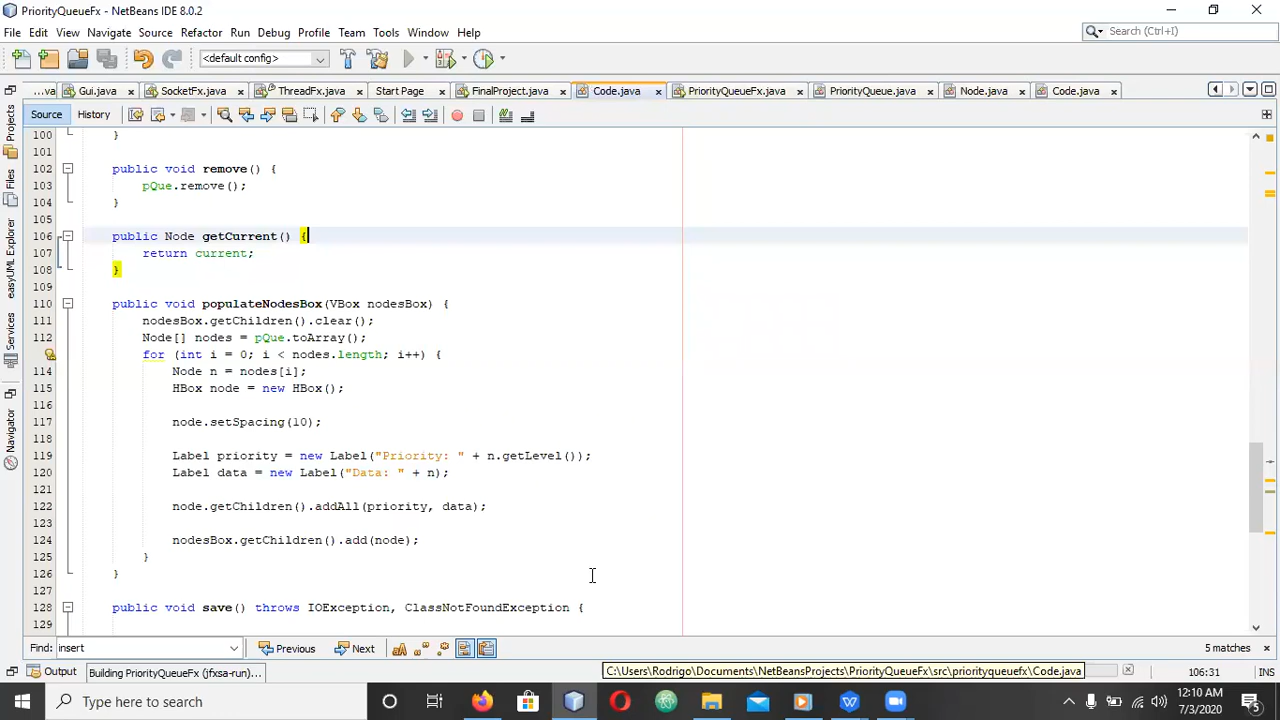 PriorityQueueFx - NetBeans IDE 8.0.2
File Edit View Navigate Source Refactor Run Debug Profile Team Tools Window Help
Search (Ctrl+I)
<default config>
...va Gui.java SocketFx.java ThreadFx.java Start Page FinalProject.java Code.java PriorityQueueFx.java PriorityQueue.java Node.java Code.java
Source History
Projects
Files
easyUML Explorer
Services
Navigator
100 }
101
102 public void remove() {
103 pQue.remove();
104 }
105
106 public Node getCurrent() {
107 return current;
108 }
109
110 public void populateNodesBox(VBox nodesBox) {
111 nodesBox.getChildren().clear();
112 Node[] nodes = pQue.toArray();
for (int i = 0; i < nodes.length; i++) {
114 Node n = nodes[i];
115 HBox node = new HBox();
116
117 node.setSpacing(10);
118
119 Label priority = new Label("Priority: " + n.getLevel());
120 Label data = new Label("Data: " + n);
121
122 node.getChildren().addAll(priority, data);
123
124 nodesBox.getChildren().add(node);
125 }
126 }
127
128 public void save() throws IOException, ClassNotFoundException {
129
Find: insert Previous Next 5 matches
Output Building PriorityQueueFx (jfxsa-run)... C:\Users\Rodrigo\Documents\NetBeansProjects\PriorityQueueFx\src\priorityqueuefx\Code.java 106:31
Type here to search
12:10 AM
7/3/2020
5